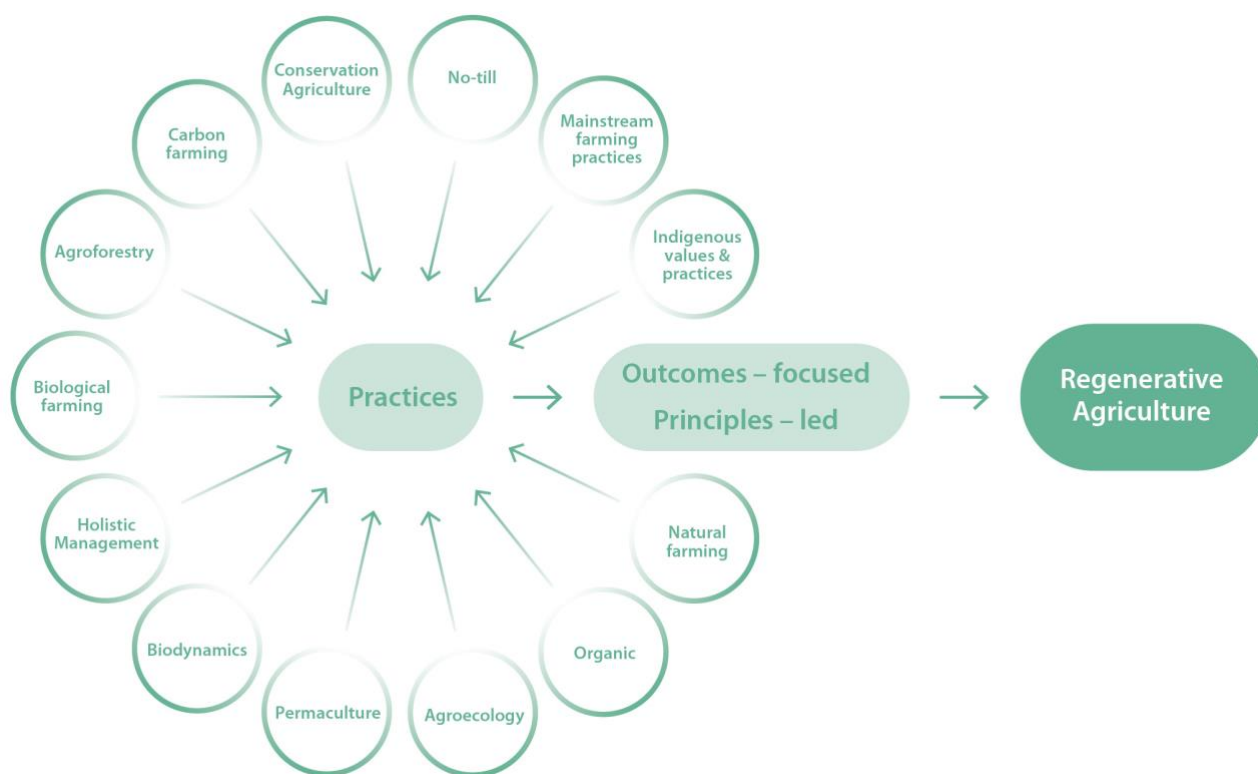 Conservation
Agriculture
No-till
Mainstream
farming
practices
Carbon
farming
Indigenous
values &
practices
Agroforestry
Biological
farming
Practices
Outcomes – focused
Principles – led
Regenerative
Agriculture
Holistic
Management
Natural
farming
Biodynamics
Organic
Permaculture
Agroecology